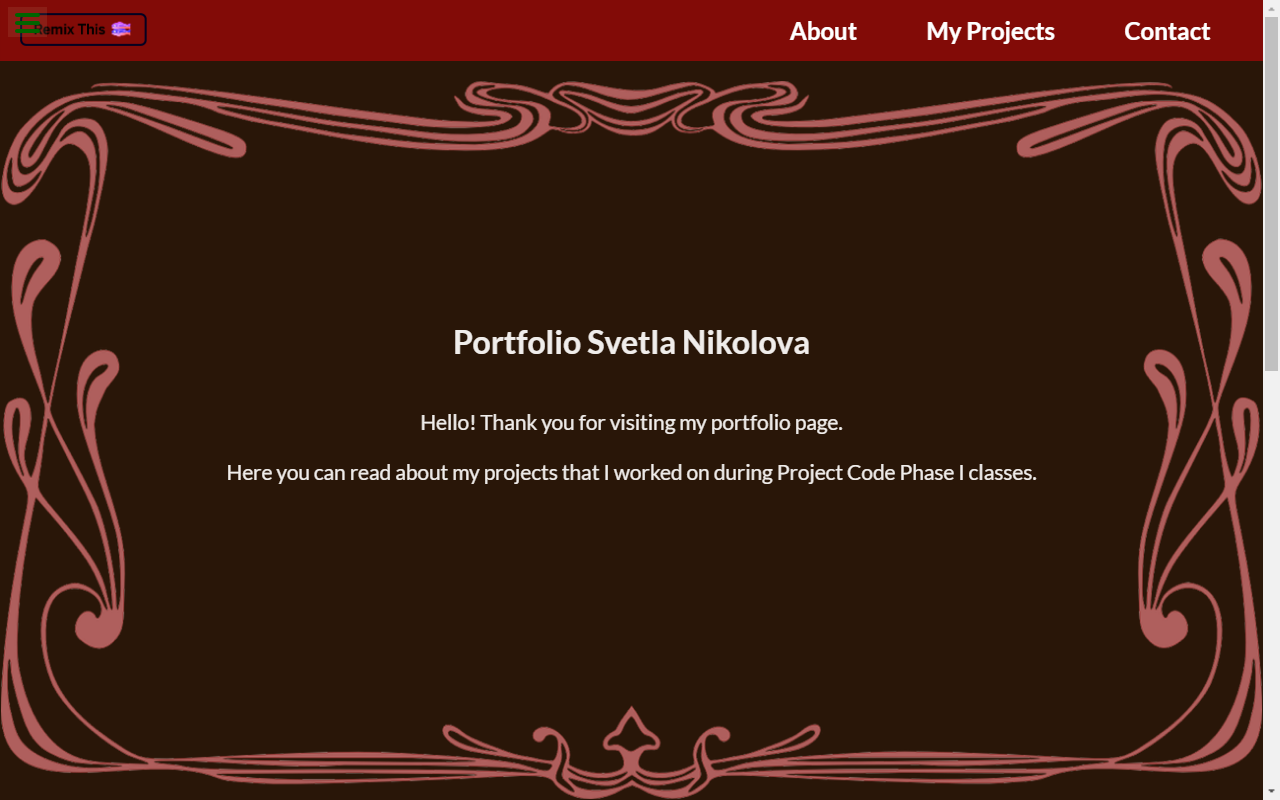 Remix This
About
My Projects
Contact
Portfolio Svetla Nikolova
Hello! Thank you for visiting my portfolio page.
Here you can read about my projects that I worked on during Project Code Phase I classes.